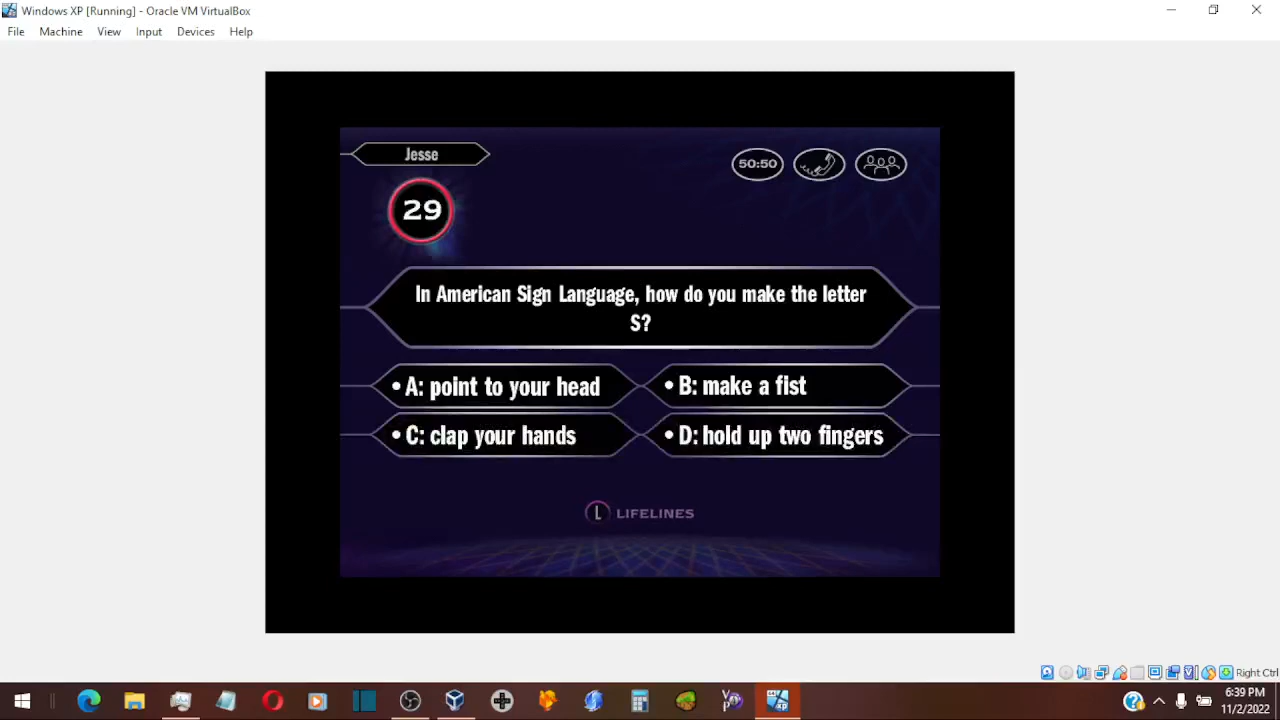 Windows XP [Running] - Oracle VM VirtualBox
File Machine View Input Devices Help
Jesse
50:50
29
In American Sign Language, how do you make the letter
S?
• A: point to your head
• B: make a fist
• C: clap your hands
• D: hold up two fingers
L LIFELINES
Right Ctrl
6:39 PM
11/2/2022